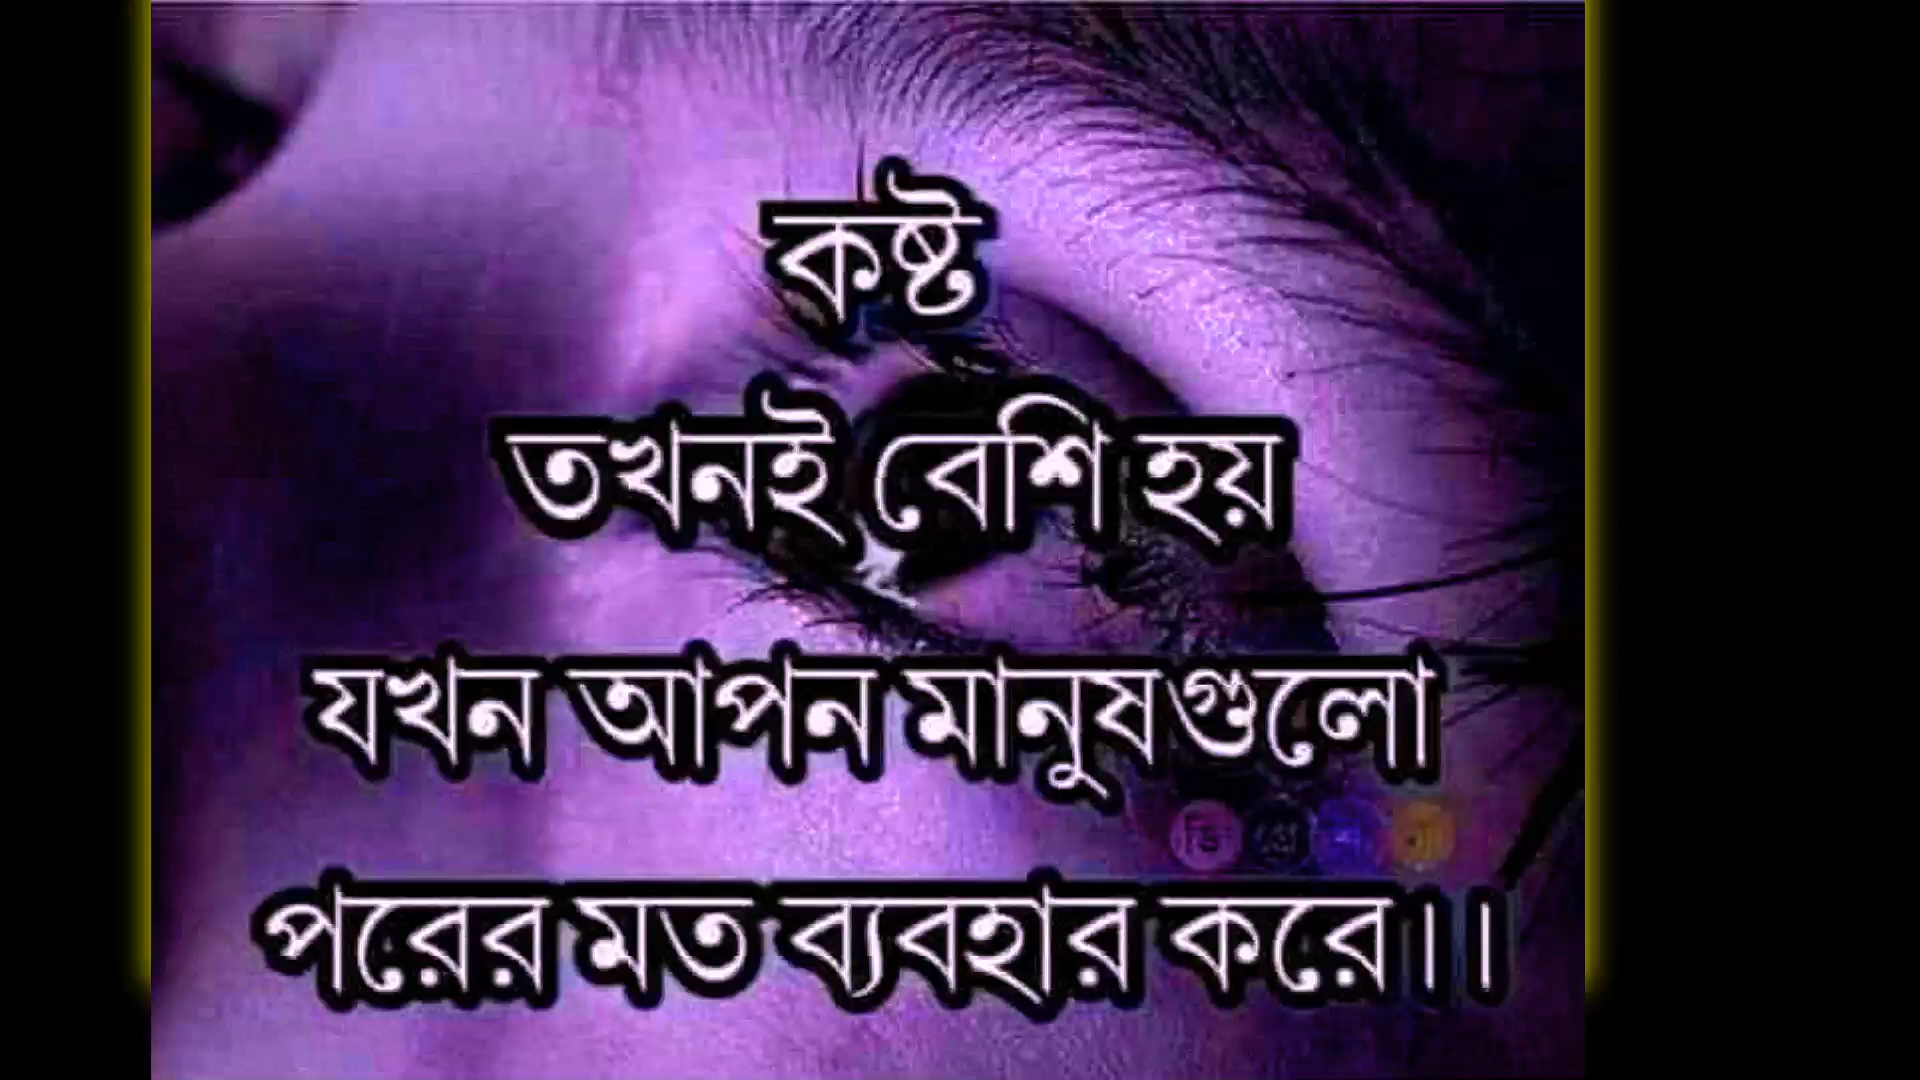 কষ্ট
তখনই বেশি হয়
যখন আপন মানুষগুলো
পরের মত ব্যবহার করে।।